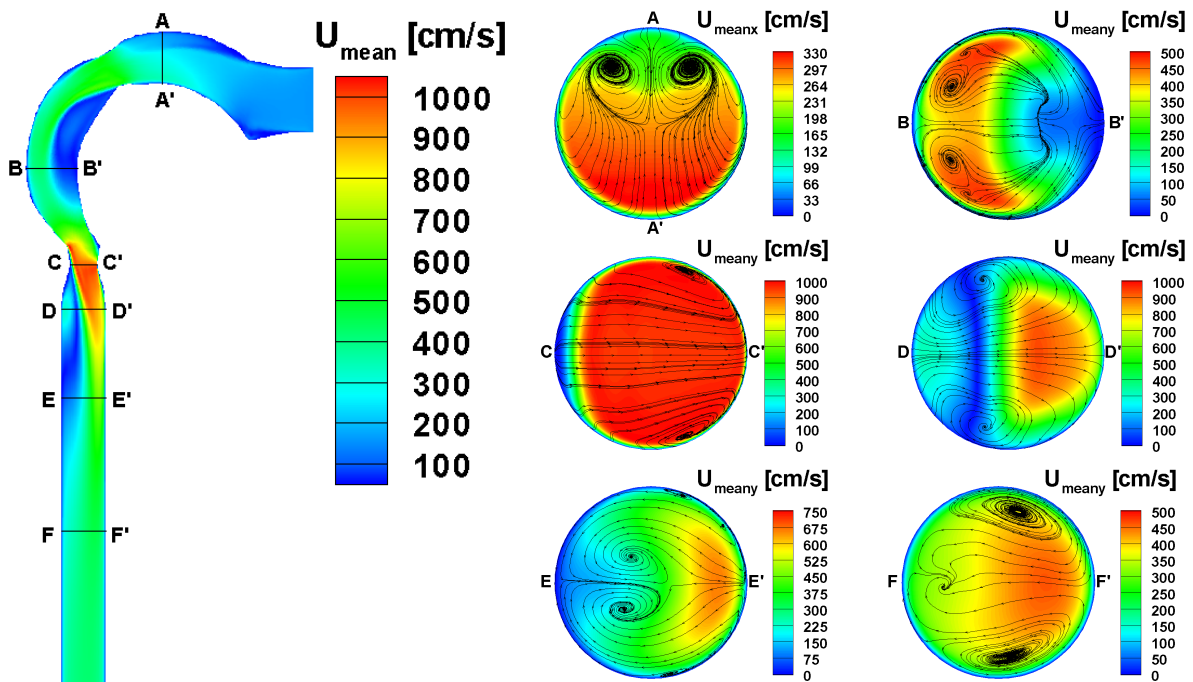 A
A'
B
B'
C
C'
D
D'
E
E'
F
F'
U mean [cm/s]
1000
900
800
700
600
500
400
300
200
100
A
U meanx [cm/s]
330
297
264
231
198
165
132
99
66
33
0
A'
U meany [cm/s]
500
450
400
350
300
250
200
150
100
50
0
B
B'
U meany [cm/s]
1000
900
800
700
600
500
400
300
200
100
0
C
C'
U meany [cm/s]
1000
900
800
700
600
500
400
300
200
100
0
D
D'
U meany [cm/s]
750
675
600
525
450
375
300
225
150
75
0
E
E'
U meany [cm/s]
500
450
400
350
300
250
200
150
100
50
0
F
F'